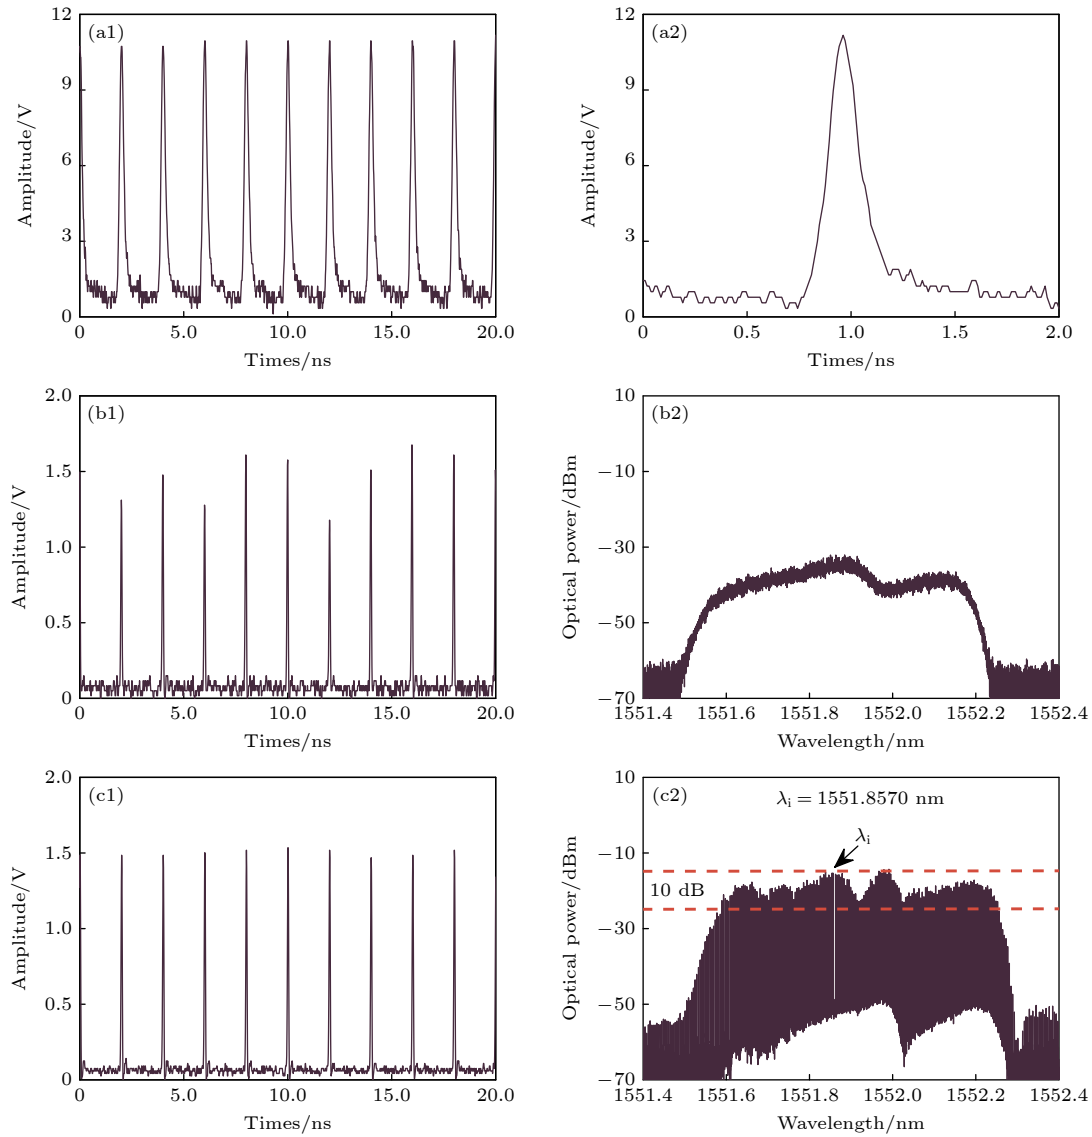 (a1)
Amplitude/V
12
9
6
3
0
0 5.0 10.0 15.0 20.0
Times/ns
(a2)
Amplitude/V
12
9
6
3
0
0 0.5 1.0 1.5 2.0
Times/ns
(b1)
Amplitude/V
2.0
1.5
1.0
0.5
0
0 5.0 10.0 15.0 20.0
Times/ns
(b2)
Optical power/dBm
10
−10
−30
−50
−70
1551.4 1551.6 1551.8 1552.0 1552.2 1552.4
Wavelength/nm
(c1)
Amplitude/V
2.0
1.5
1.0
0.5
0
0 5.0 10.0 15.0 20.0
Times/ns
(c2)
λi = 1551.8570 nm
λi
10 dB
Optical power/dBm
10
−10
−30
−50
−70
1551.4 1551.6 1551.8 1552.0 1552.2 1552.4
Wavelength/nm